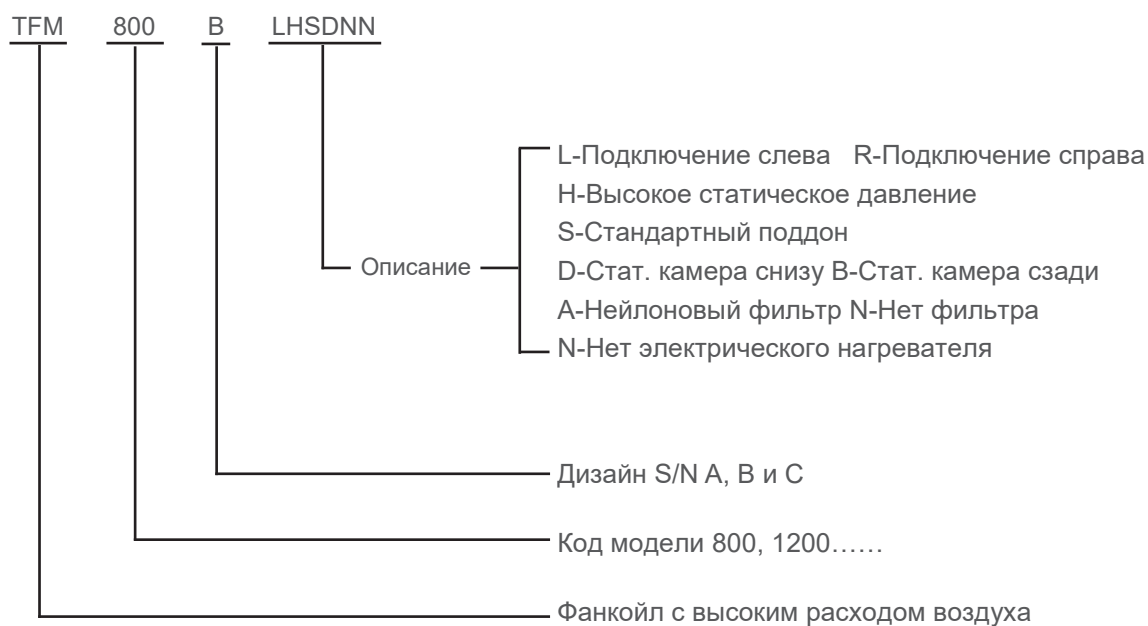 TFM 800 B LHSDNN
L-Подключение слева R-Подключение справа
H-Высокое статическое давление
S-Стандартный поддон
Описание
D-Стат. камера снизу B-Стат. камера сзади
A-Нейлоновый фильтр N-Нет фильтра
N-Нет электрического нагревателя
Дизайн S/N A, B и C
Код модели 800, 1200……
Фанкойл с высоким расходом воздуха